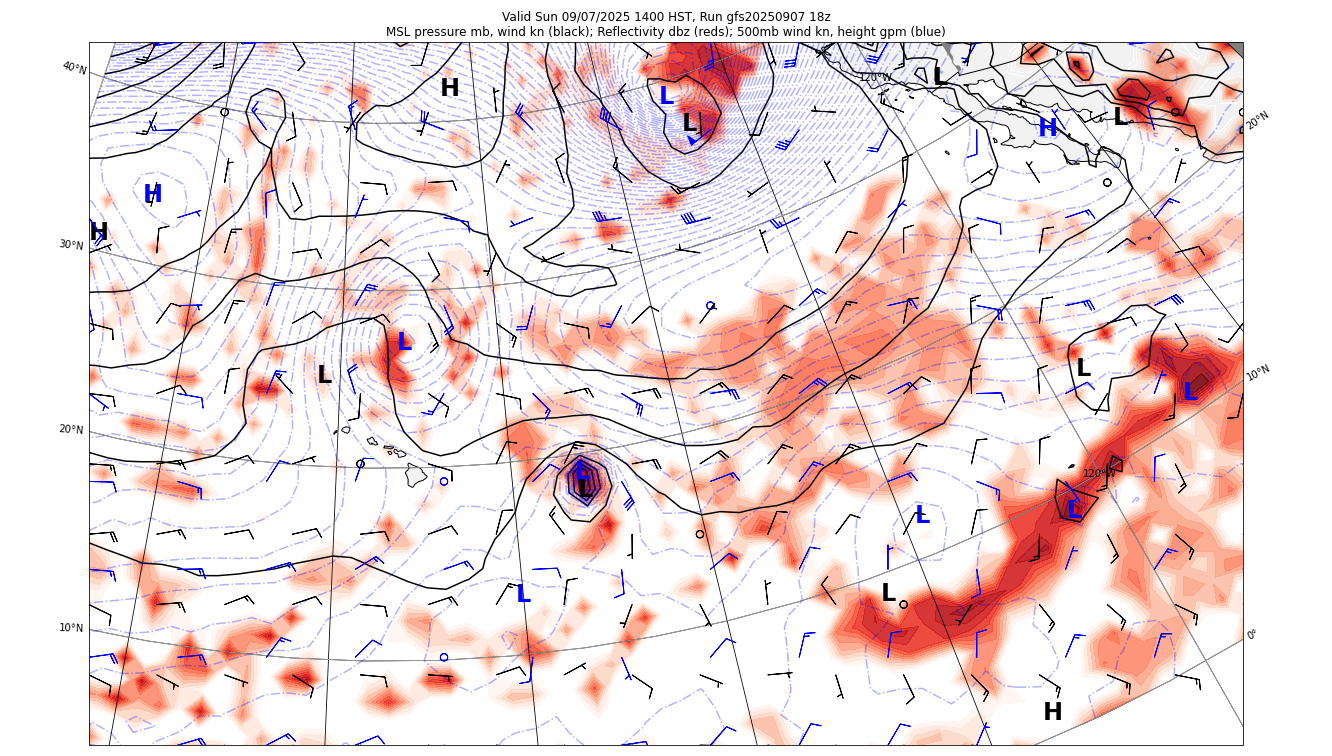 Valid Sun 09/07/2025 1400 HST, Run gfs20250907 18z
MSL pressure mb, wind kn (black); Reflectivity dbz (reds); 500mb wind kn, height gpm (blue)
40°N
120°W
L
H
L
L
L
H
20°N
H
H
30°N
L
L
L
10°N
L
20°N
L
L
120°W
L
L
L
L
10°N
0°
H